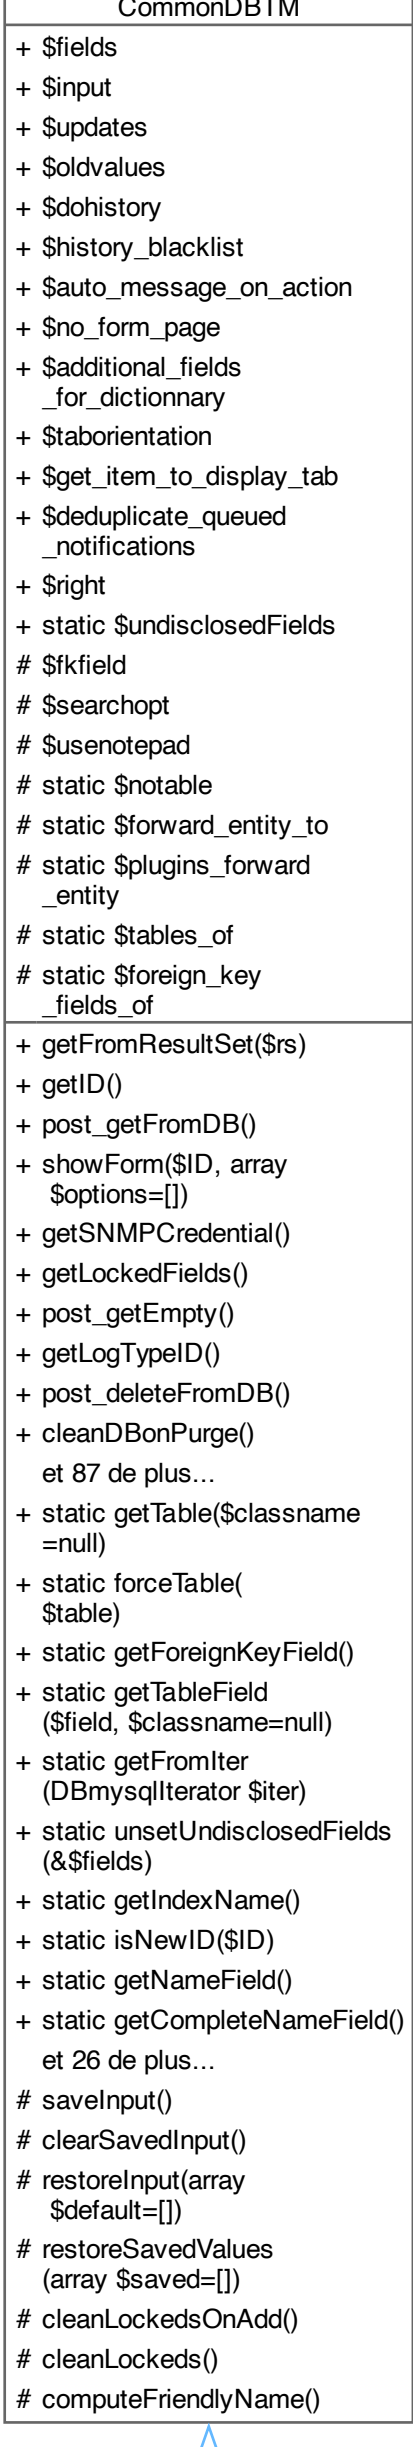 CommonDBTM
+ $fields
+ $input
+ $updates
+ $oldvalues
+ $dohistory
+ $history_blacklist
+ $auto_message_on_action
+ $no_form_page
+ $additional_fields
_for_dictionnary
+ $taborientation
+ $get_item_to_display_tab
+ $deduplicate_queued
_notifications
+ $right
+ static $undisclosedFields
# $fkfield
# $searchopt
# $usenotepad
# static $notable
# static $forward_entity_to
# static $plugins_forward
_entity
# static $tables_of
# static $foreign_key
_fields_of
+ getFromResultSet($rs)
+ getID()
+ post_getFromDB()
+ showForm($ID, array
$options=[])
+ getSNMPCredential()
+ getLockedFields()
+ post_getEmpty()
+ getLogTypeID()
+ post_deleteFromDB()
+ cleanDBonPurge()
et 87 de plus...
+ static getTable($classname
=null)
+ static forceTable(
$table)
+ static getForeignKeyField()
+ static getTableField
($field, $classname=null)
+ static getFromIter
(DBmysqlIterator $iter)
+ static unsetUndisclosedFields
(&$fields)
+ static getIndexName()
+ static isNewID($ID)
+ static getNameField()
+ static getCompleteNameField()
et 26 de plus...
# saveInput()
# clearSavedInput()
# restoreInput(array
$default=[])
# restoreSavedValues
(array $saved=[])
# cleanLockedsOnAdd()
# cleanLockeds()
# computeFriendlyName()